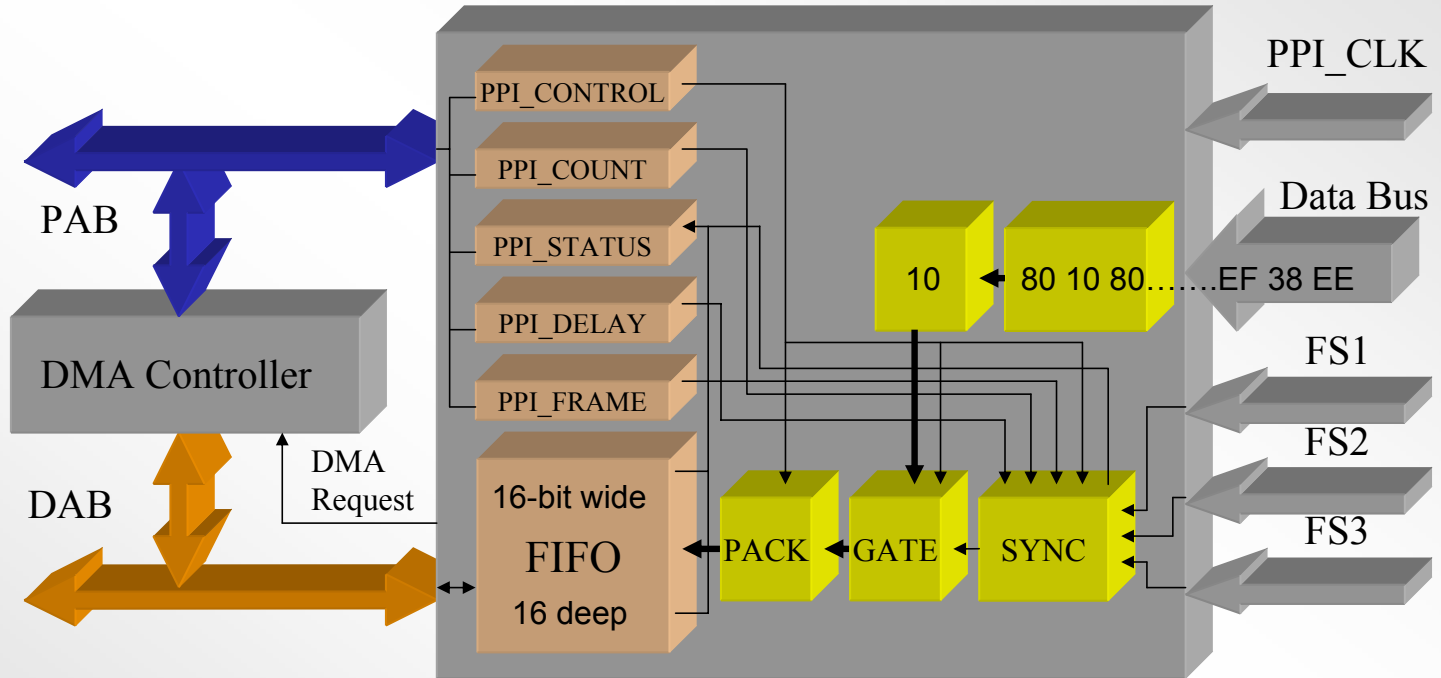 PPI_CONTROL
PPI_COUNT
PPI_STATUS
PPI_DELAY
PPI_FRAME
16-bit wide
FIFO
16 deep
PAB
DMA Controller
DMA
Request
DAB
10
80 10 80.......EF 38 EE
PACK
GATE
SYNC
PPI_CLK
Data Bus
FS1
FS2
FS3